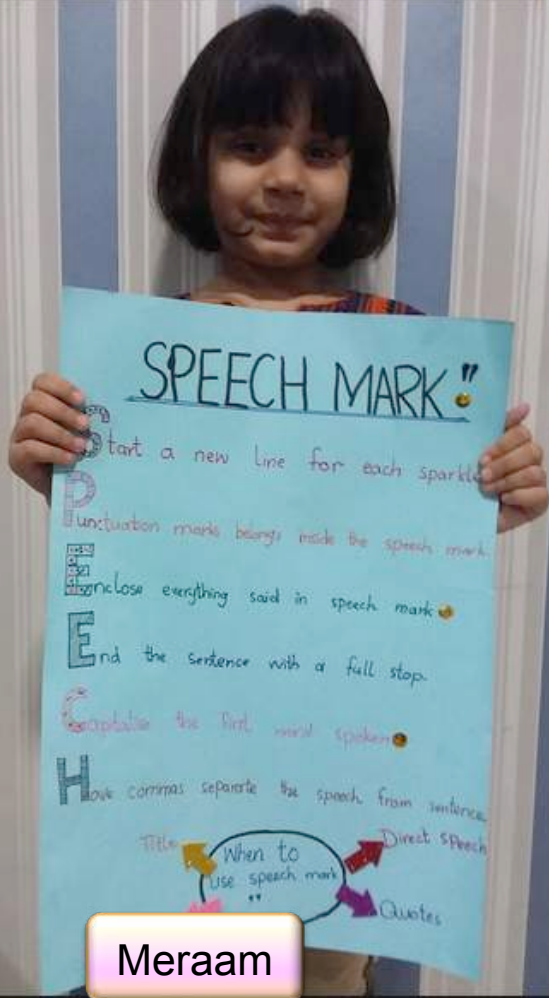 SPEECH MARK "
Start a new line for each sparkle
Punctuation marks belongs inside the speech mark.
Enclose everything said in speech mark
End the sentence with a full stop.
Capitalise the first word spoken
Have commas separate the speech from sentence
Title
Direct speech
When to
use speech mark
"
Quotes
Meraam